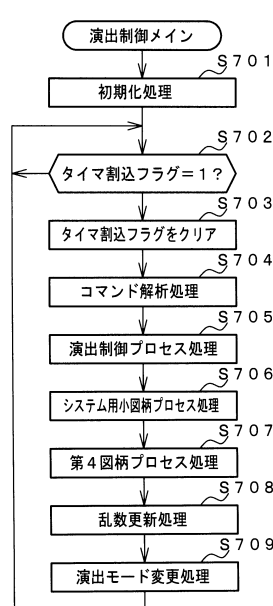 演出制御メイン
S701
初期化処理
S702
タイマ割込フラグ=1?
S703
タイマ割込フラグをクリア
S704
コマンド解析処理
S705
演出制御プロセス処理
S706
システム用小図柄プロセス処理
S707
第4図柄プロセス処理
S708
乱数更新処理
S709
演出モード変更処理